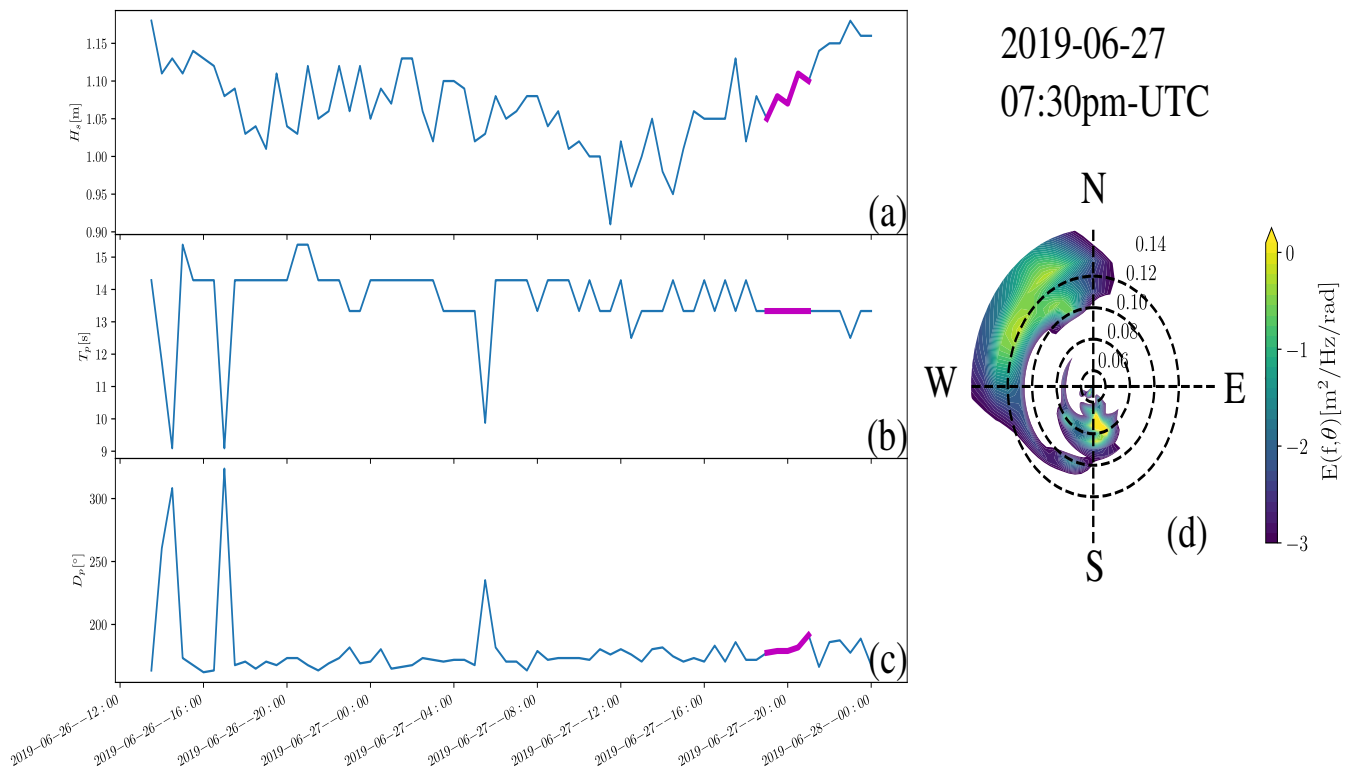 2019-06-27
07:30pm-UTC
1.15
1.10
1.05
1.00
0.95
0.90
H_s[m]
(a)
15
14
13
12
11
10
9
T_p[s]
(b)
300
250
200
D_p[°]
(c)
2019-06-26--12:00
2019-06-26--16:00
2019-06-26--20:00
2019-06-27--00:00
2019-06-27--04:00
2019-06-27--08:00
2019-06-27--12:00
2019-06-27--16:00
2019-06-27--20:00
2019-06-28--00:00
N
0.14
0.12
0.10
0.08
0.06
W
E
S
(d)
0
−1
−2
−3
E(f,θ)[m²/Hz/rad]